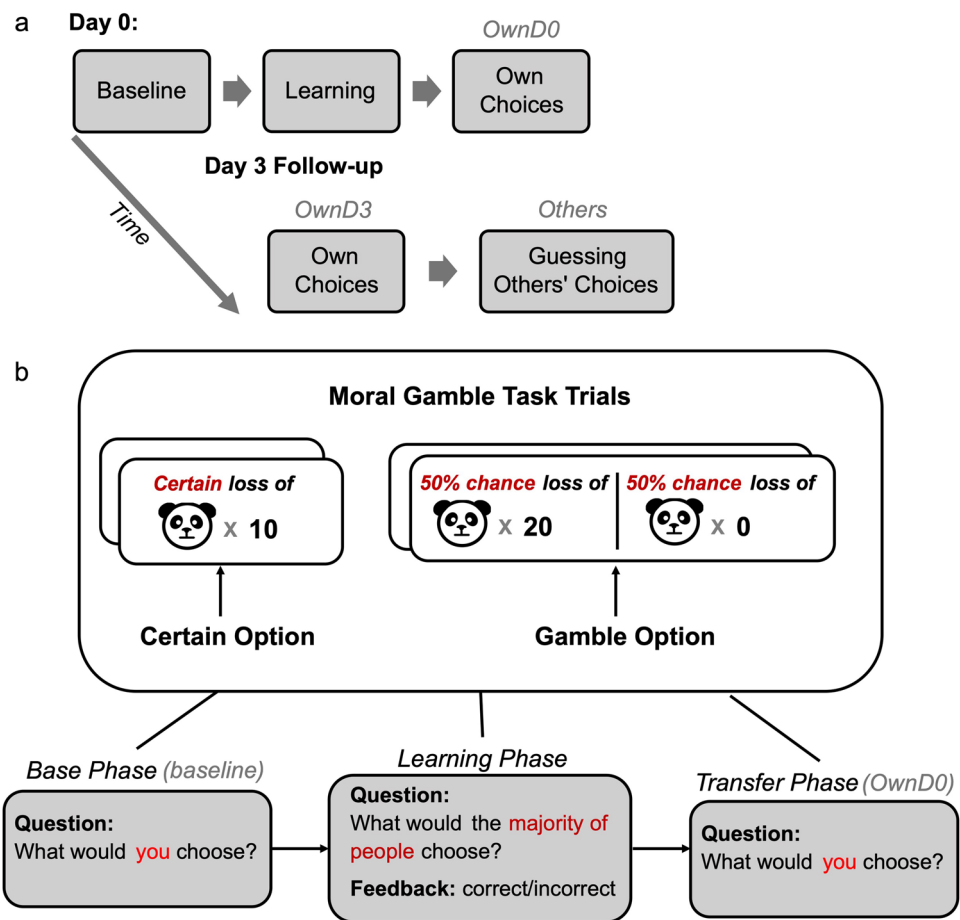 a
Day 0:
OwnD0
Baseline
Learning
Own
Choices
Day 3 Follow-up
Time
OwnD3
Others
Own
Choices
Guessing
Others' Choices
b
Moral Gamble Task Trials
Certain loss of
x 10
50% chance loss of
x 20
50% chance loss of
x 0
Certain Option
Gamble Option
Base Phase (baseline)
Question:
What would you choose?
Learning Phase
Question:
What would the majority of
people choose?
Feedback: correct/incorrect
Transfer Phase (OwnD0)
Question:
What would you choose?